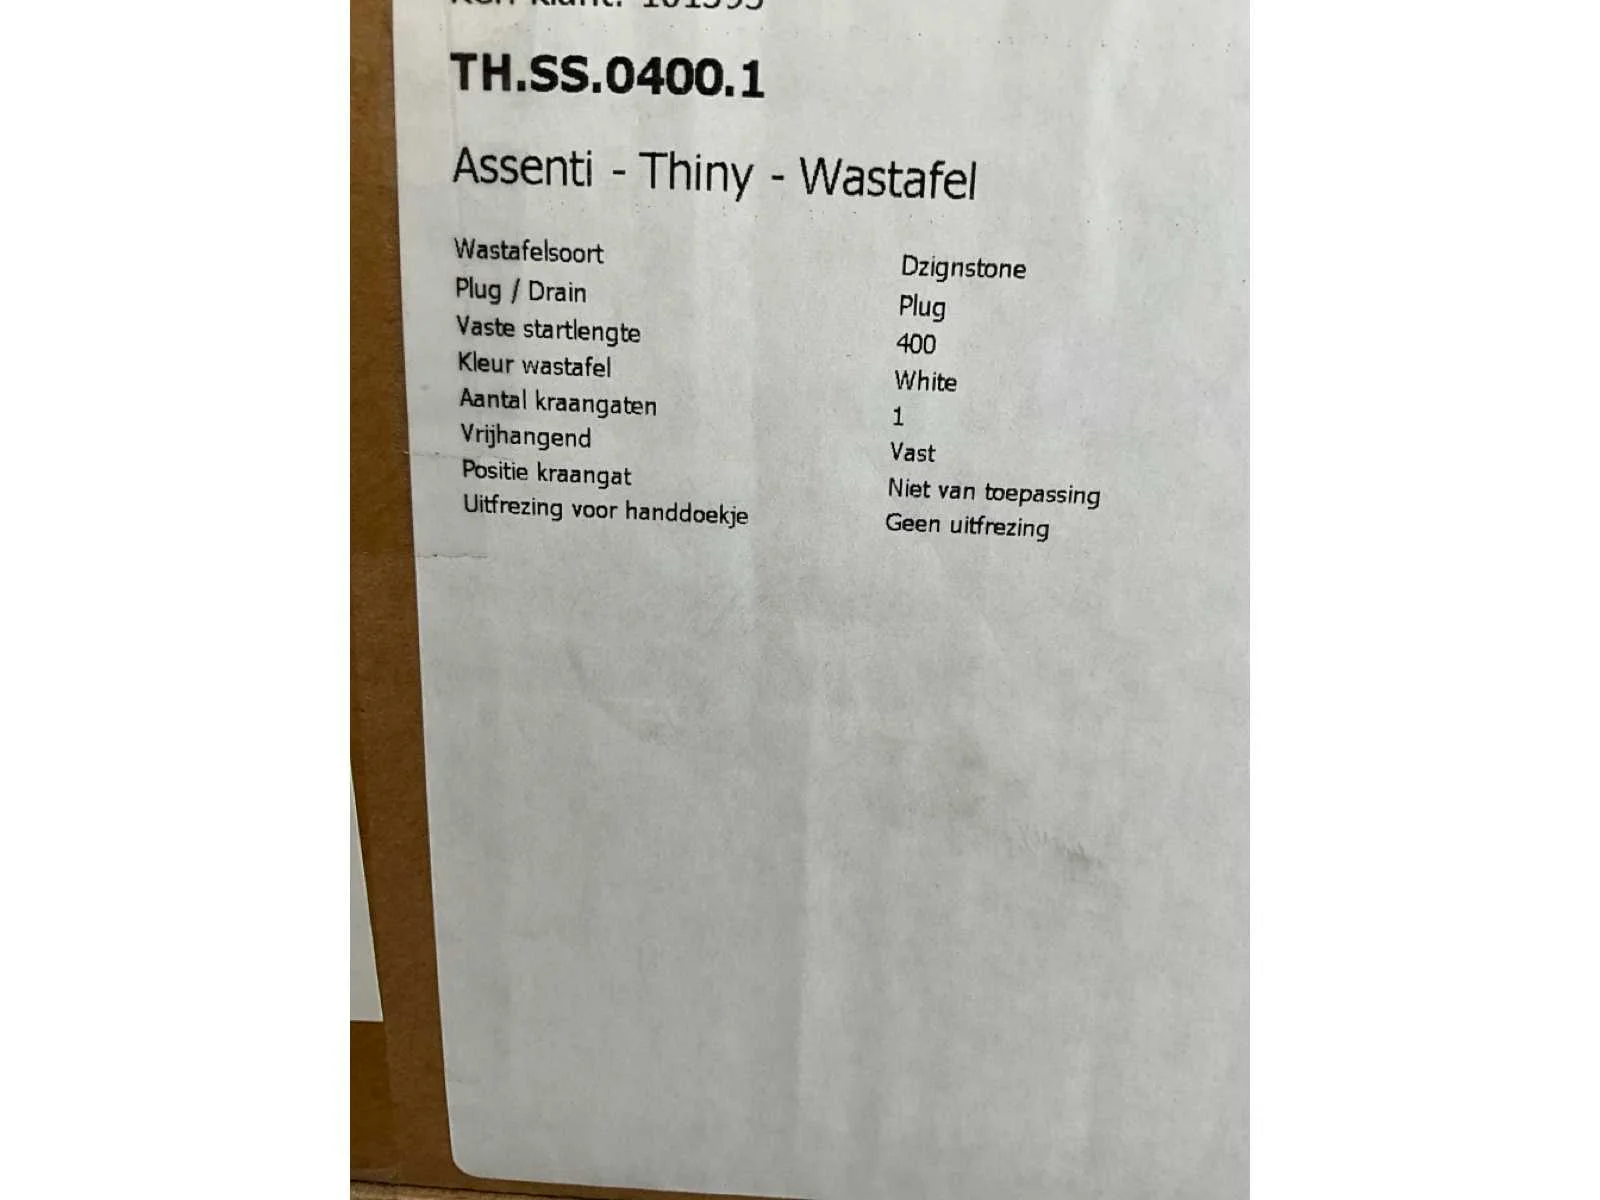 TH.SS.0400.1
Assenti - Thiny - Wastafel
Wastafelsoort Dzignstone
Plug / Drain Plug
Vaste startlengte 400
Kleur wastafel White
Aantal kraangaten 1
Vrijhangend Vast
Positie kraangat Niet van toepassing
Uitfrezing voor handdoekje Geen uitfrezing